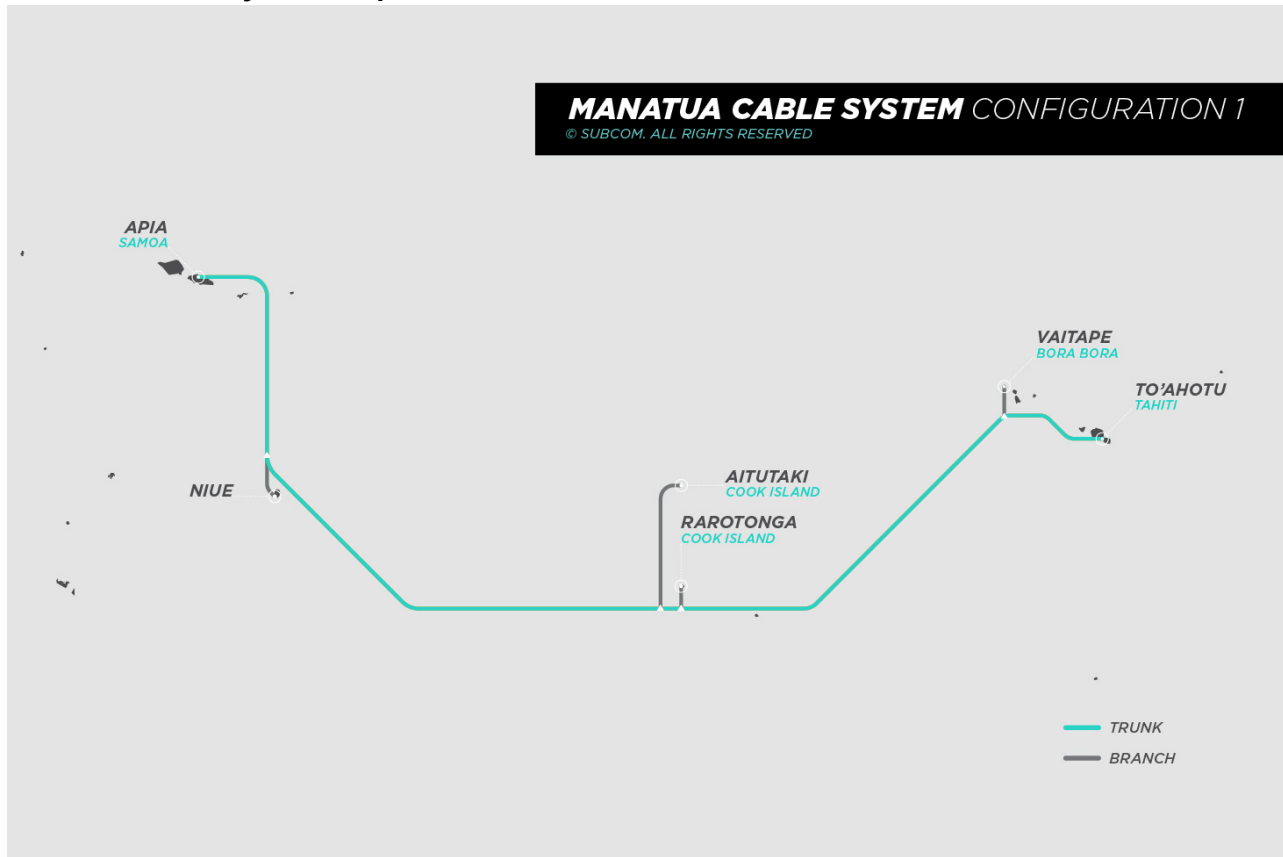 MANATUA CABLE SYSTEM CONFIGURATION 1
© SUBCOM. ALL RIGHTS RESERVED
APIA
SAMOA
VAITAPE
BORA BORA
TO'AHOTU
TAHITI
NIUE
AITUTAKI
COOK ISLAND
RAROTONGA
COOK ISLAND
TRUNK
BRANCH